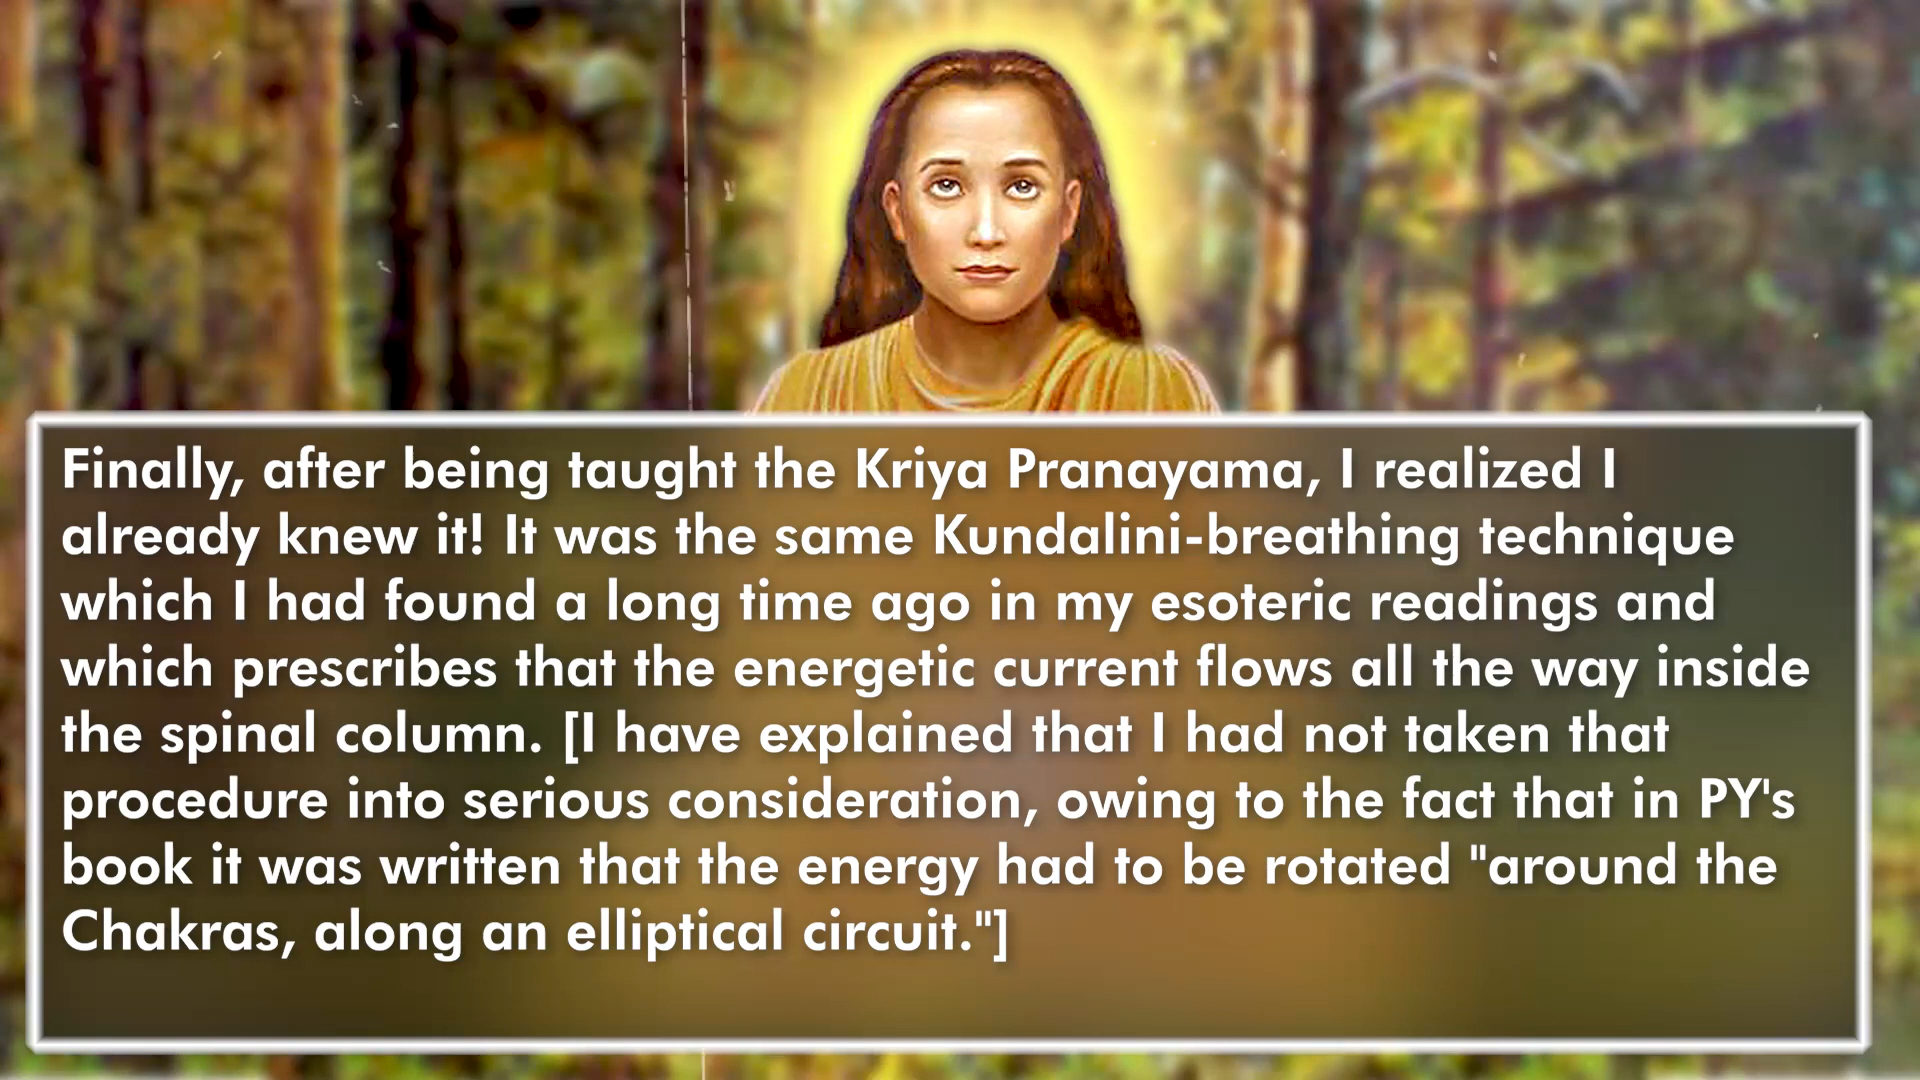 Finally, after being taught the Kriya Pranayama, I realized I
already knew it! It was the same Kundalini-breathing technique
which I had found a long time ago in my esoteric readings and
which prescribes that the energetic current flows all the way inside
the spinal column. [I have explained that I had not taken that
procedure into serious consideration, owing to the fact that in PY's
book it was written that the energy had to be rotated "around the
Chakras, along an elliptical circuit."]